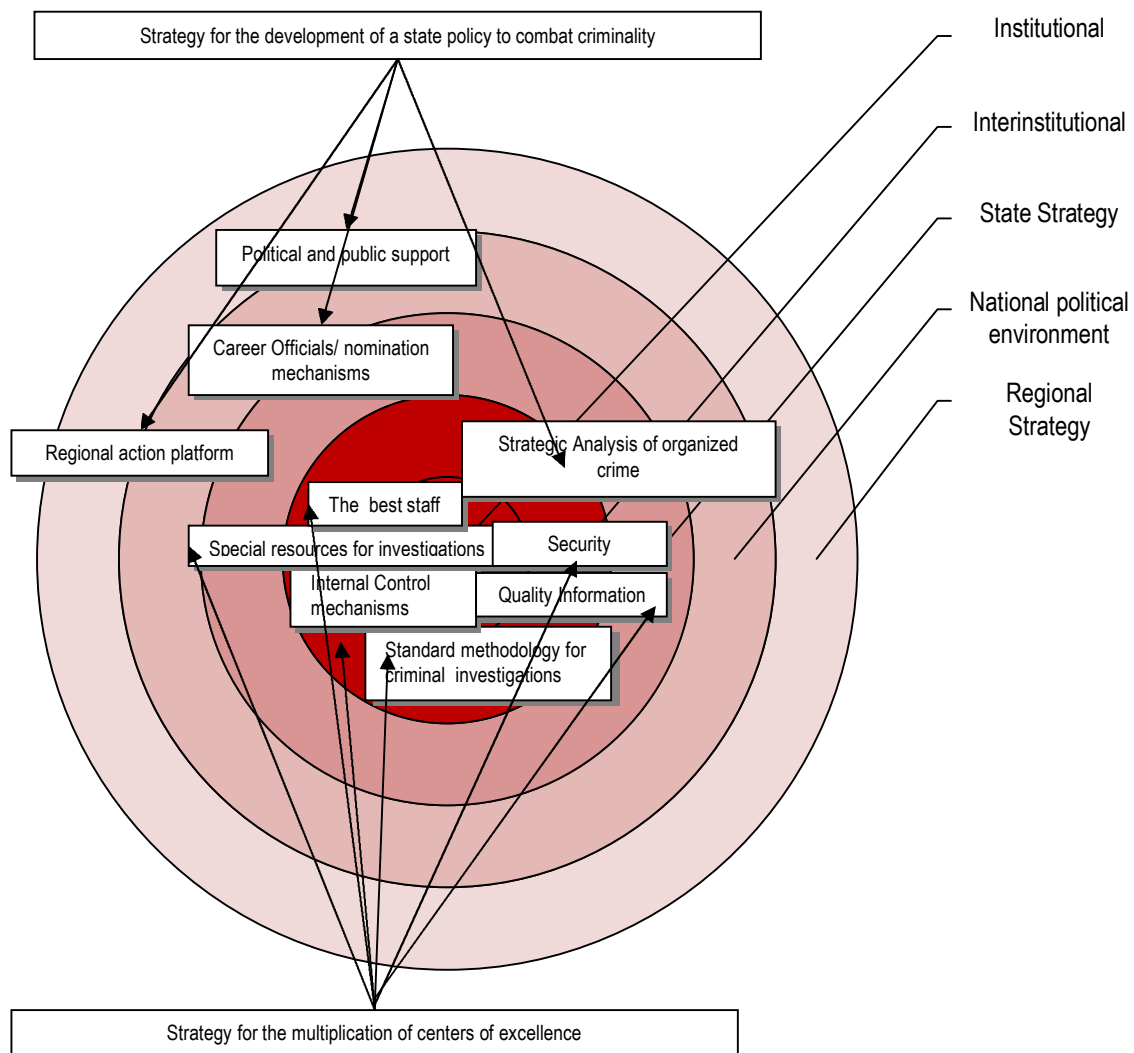 Strategy for the development of a state policy to combat criminality
Institutional
Interinstitutional
State Strategy
National political
environment
Regional
Strategy
Political and public support
Career Officials/ nomination
mechanisms
Regional action platform
Strategic Analysis of organized
crime
The best staff
Special resources for investigations
Security
Internal Control
mechanisms
Quality Information
Standard methodology for
criminal investigations
Strategy for the multiplication of centers of excellence